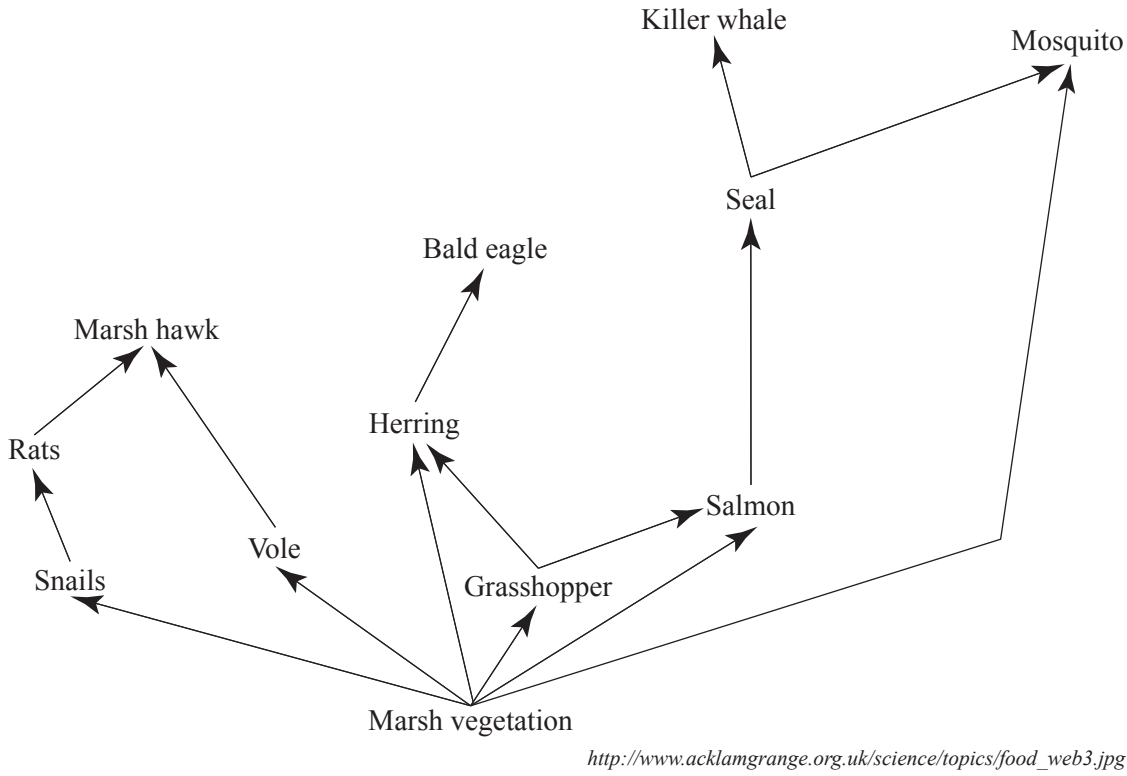 Killer whale
Mosquito
Seal
Bald eagle
Marsh hawk
Herring
Rats
Salmon
Vole
Snails
Grasshopper
Marsh vegetation
http://www.acklamgrange.org.uk/science/topics/food_web3.jpg